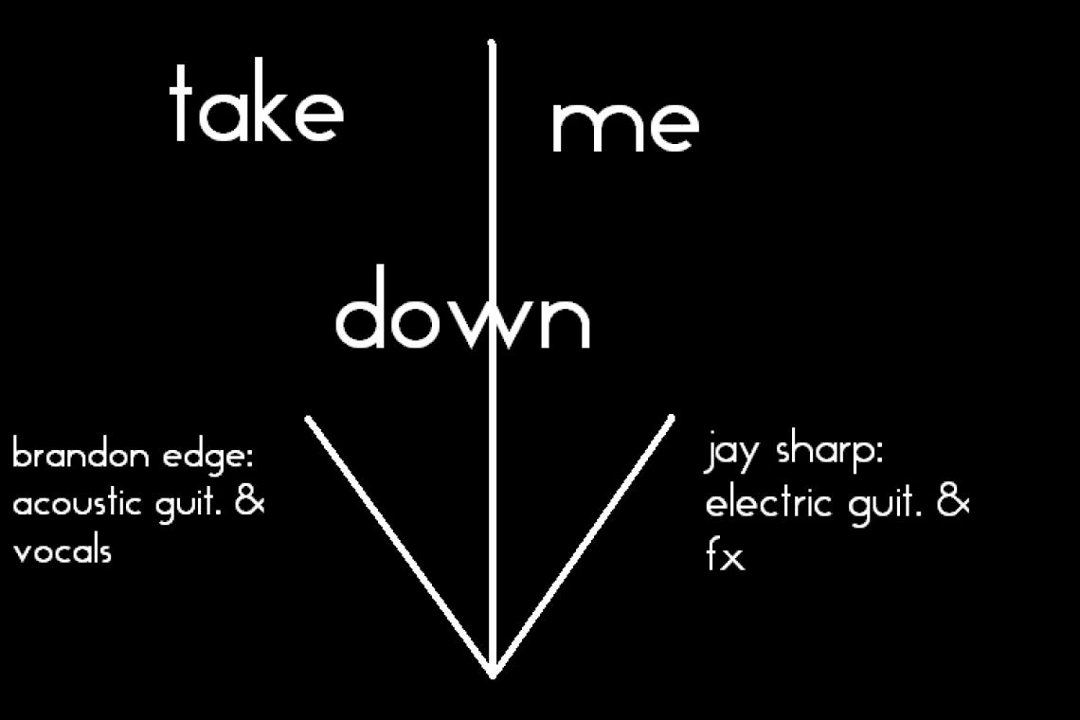 take me
down
brandon edge:
acoustic guit. &
vocals
jay sharp:
electric guit. &
fx